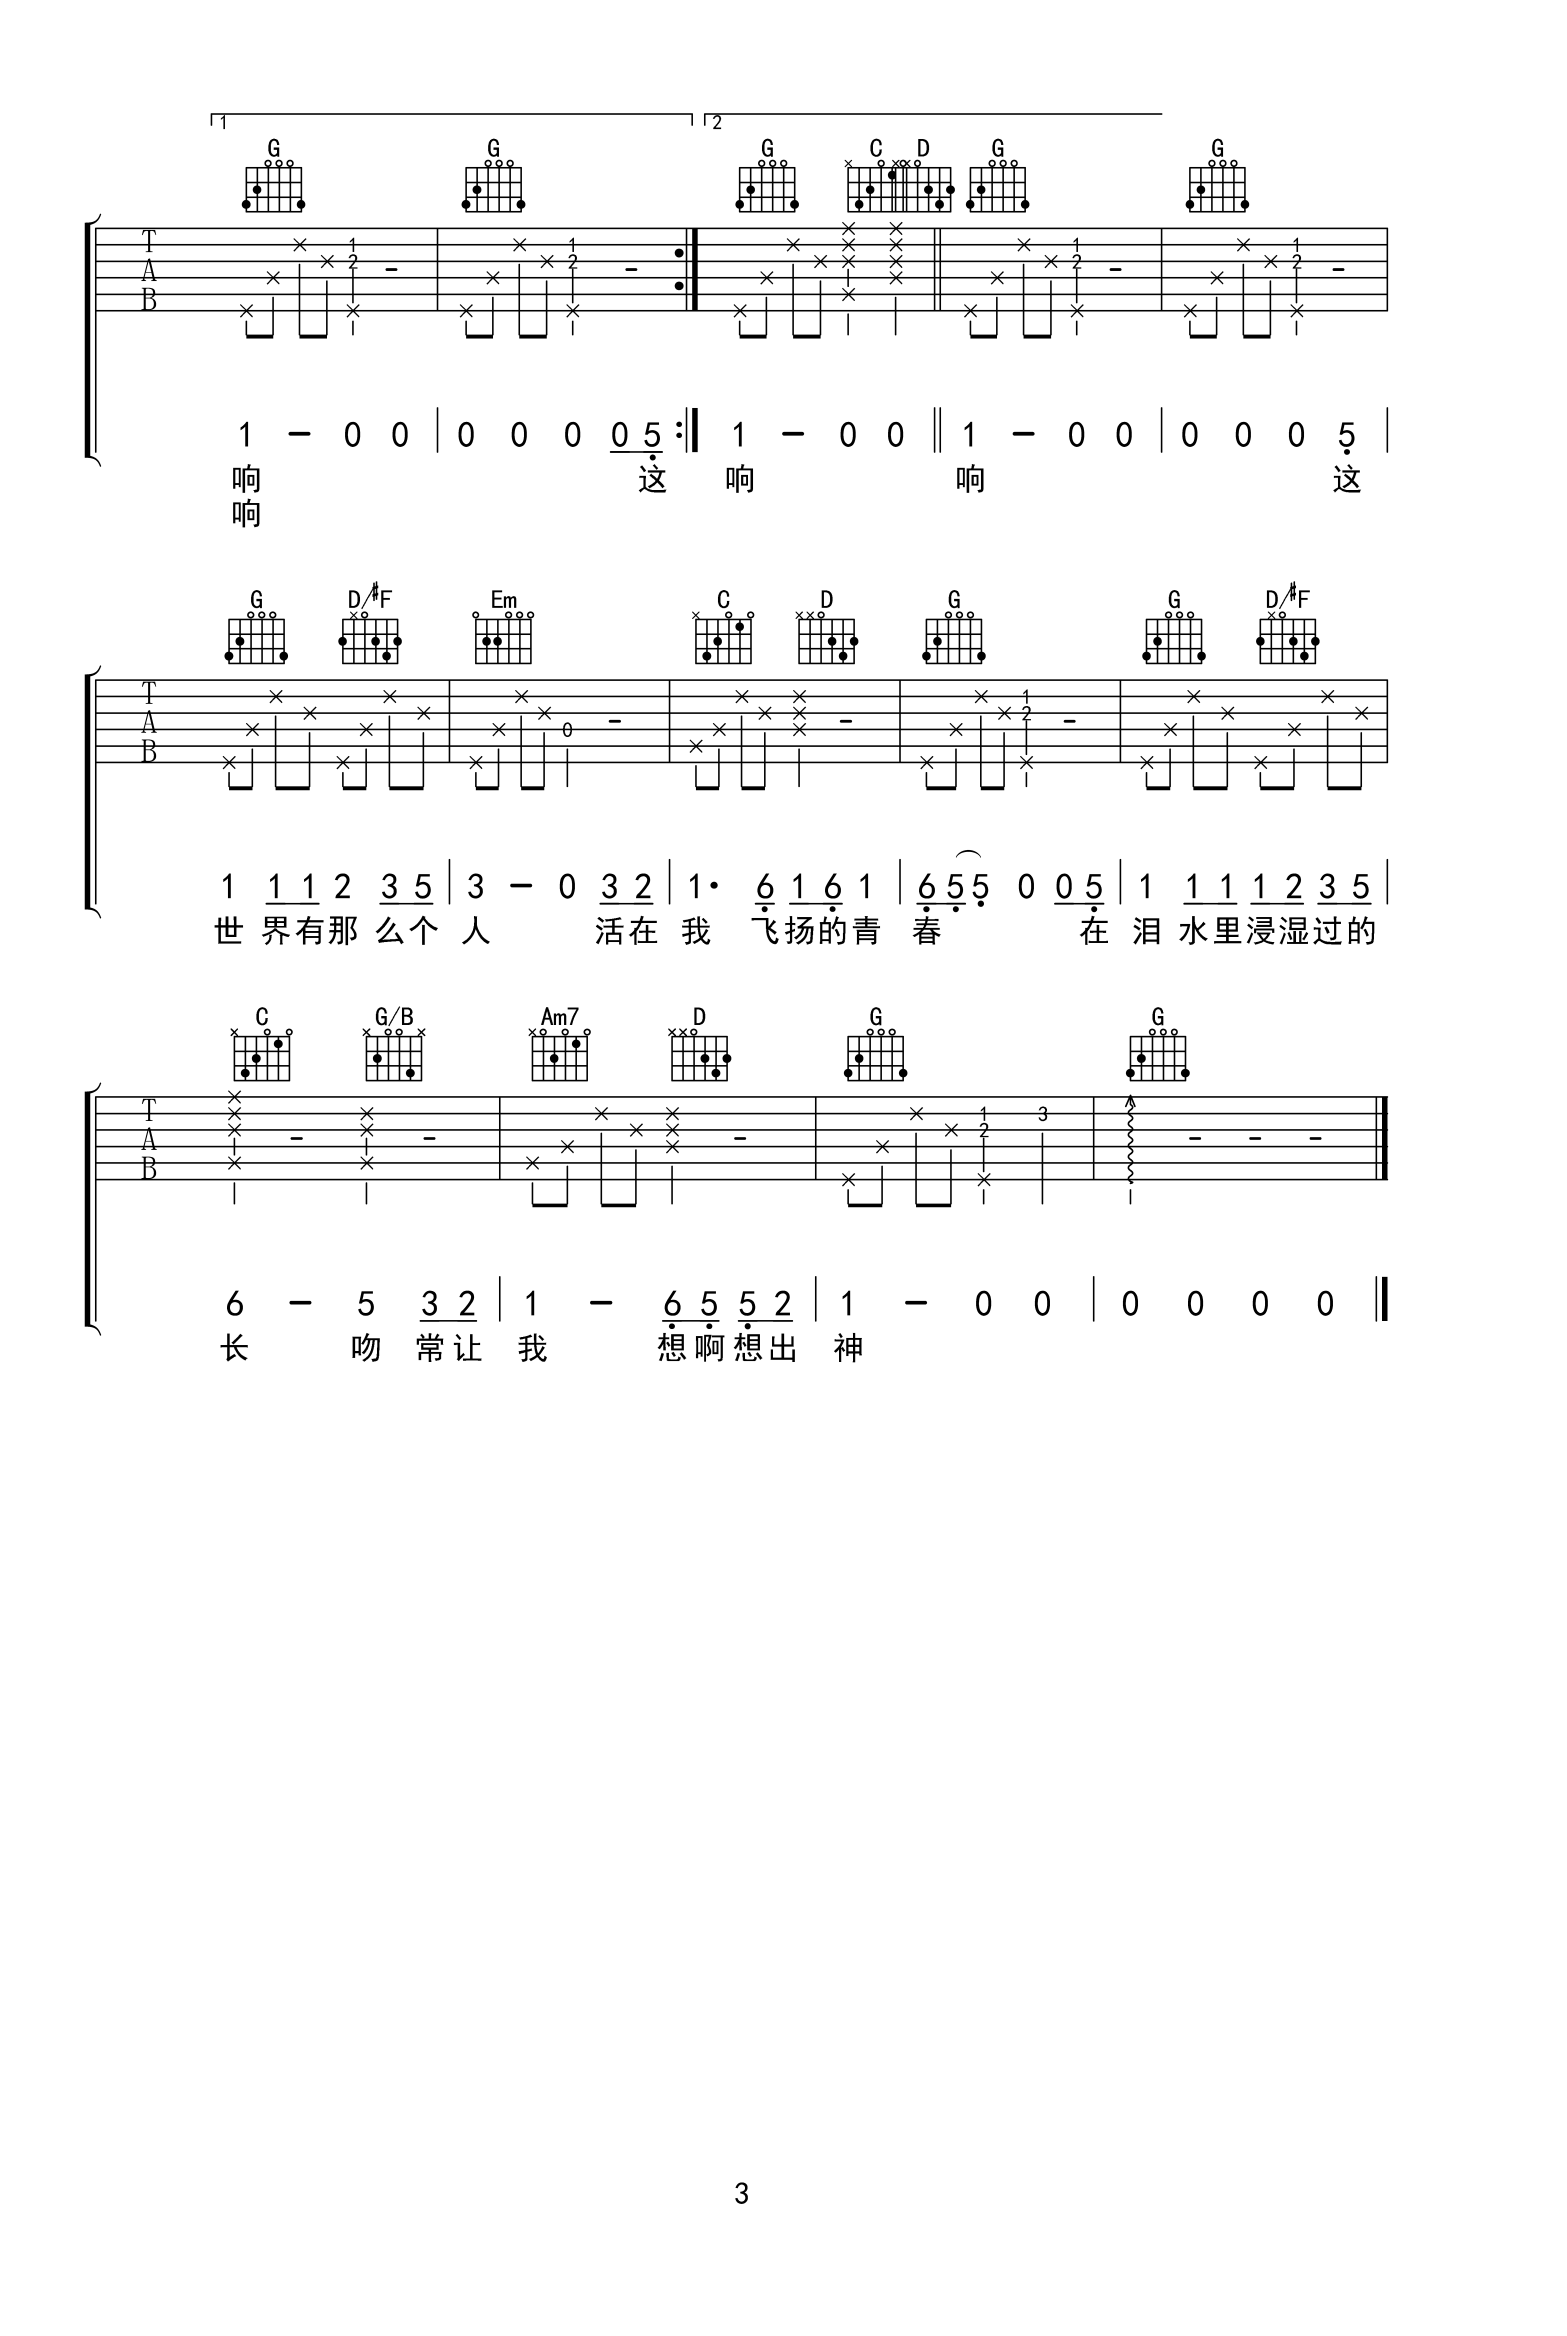 1 2
G G G C D G G
T 1 1 1 1
A 2 2 2 2
B
1 – 0 0 0 0 0 0 5 1 – 0 0 1 – 0 0 0 0 0 5
响 这 响 响 这
响
G D/#F Em C D G G D/#F
T 1
A 0 2
B
1 1 1 2 3 5 3 – 0 3 2 1· 6 1 6 1 6 5 5 0 0 5 1 1 1 1 2 3 5
世 界 有 那 么 个 人 活 在 我 飞 扬 的 青 春 在 泪 水 里 浸 湿 过 的
C G/B Am7 D G G
T 1 3
A 2
B
6 – 5 3 2 1 – 6 5 5 2 1 – 0 0 0 0 0 0
长 吻 常 让 我 想 啊 想 出 神
3